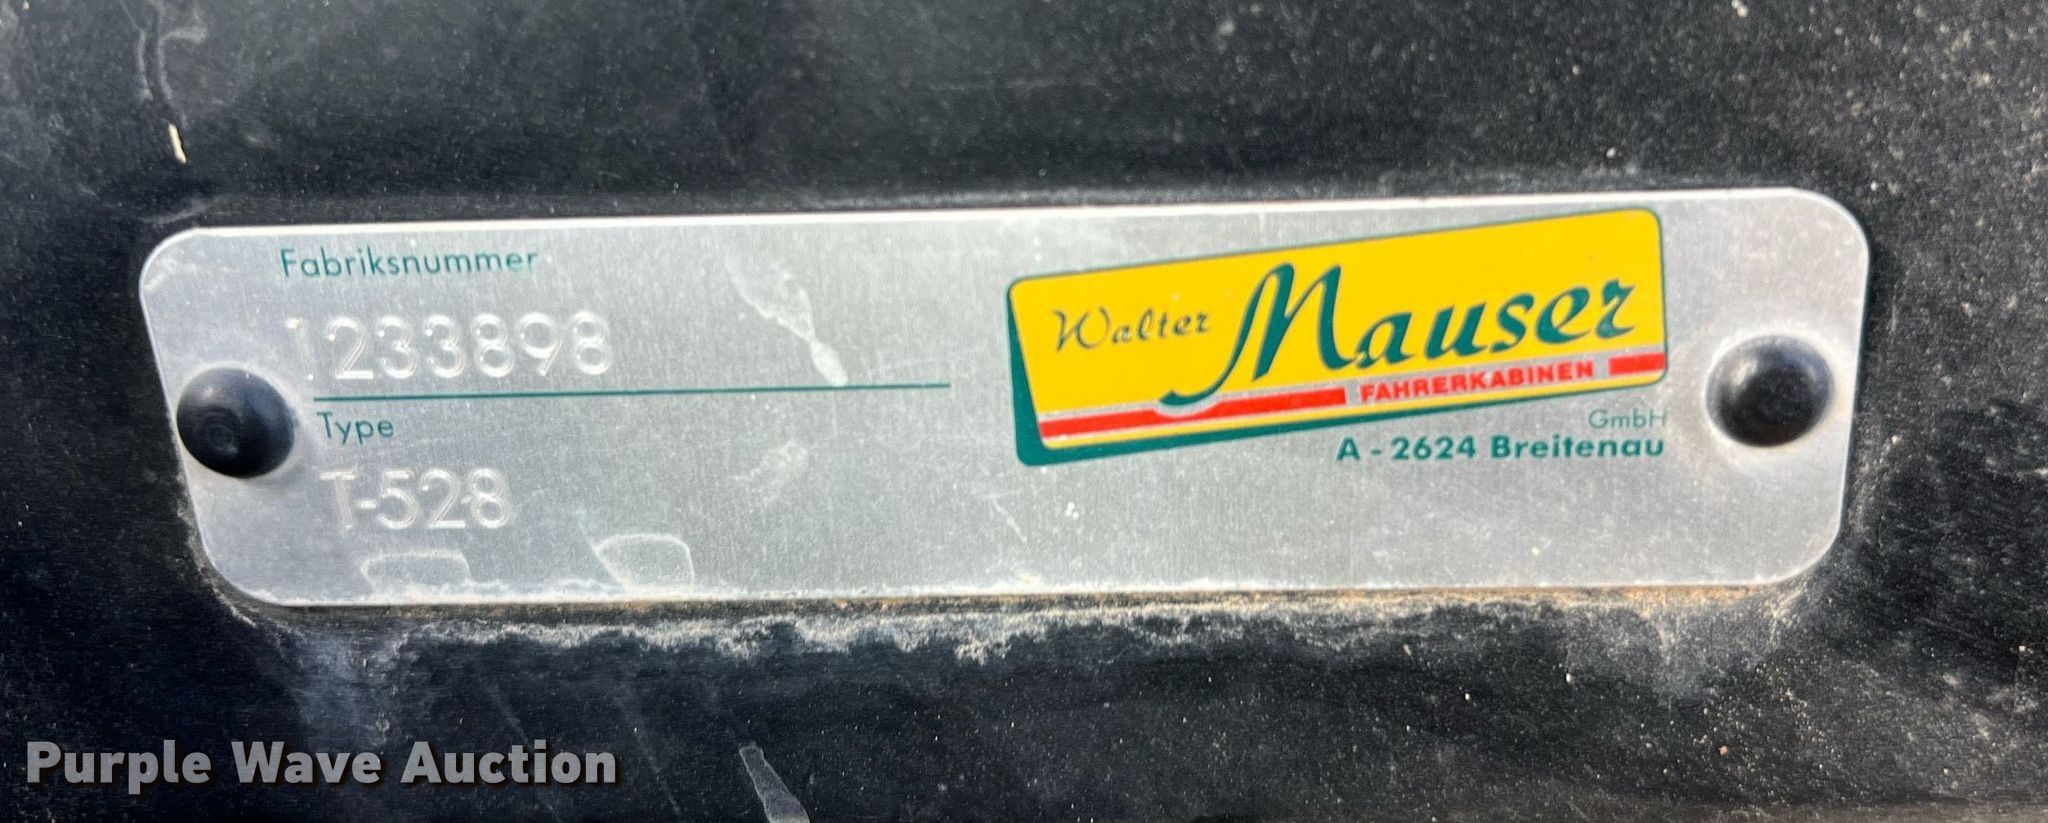 Fabriksnummer
1233898
Type
T-528
Walter Mauser
FAHRERKABINEN
GmbH
A - 2624 Breitenau
Purple Wave Auction